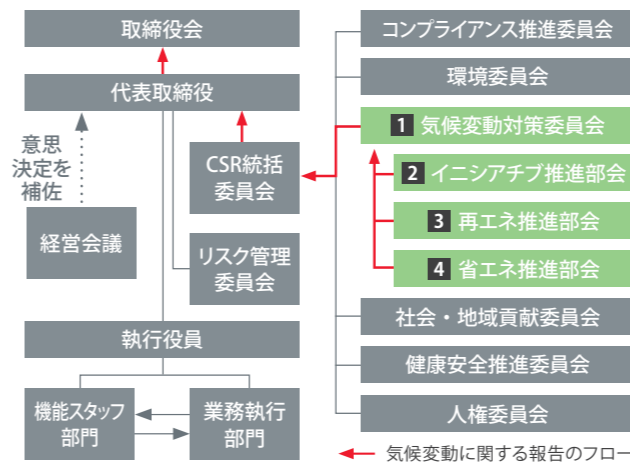 取締役会
代表取締役
意思
決定を
補佐
経営会議
CSR統括
委員会
リスク管理
委員会
執行役員
機能スタッフ
部門
業務執行
部門
コンプライアンス推進委員会
環境委員会
1 気候変動対策委員会
2 イニシアチブ推進部会
3 再エネ推進部会
4 省エネ推進部会
社会・地域貢献委員会
健康安全推進委員会
人権委員会
気候変動に関する報告のフロー